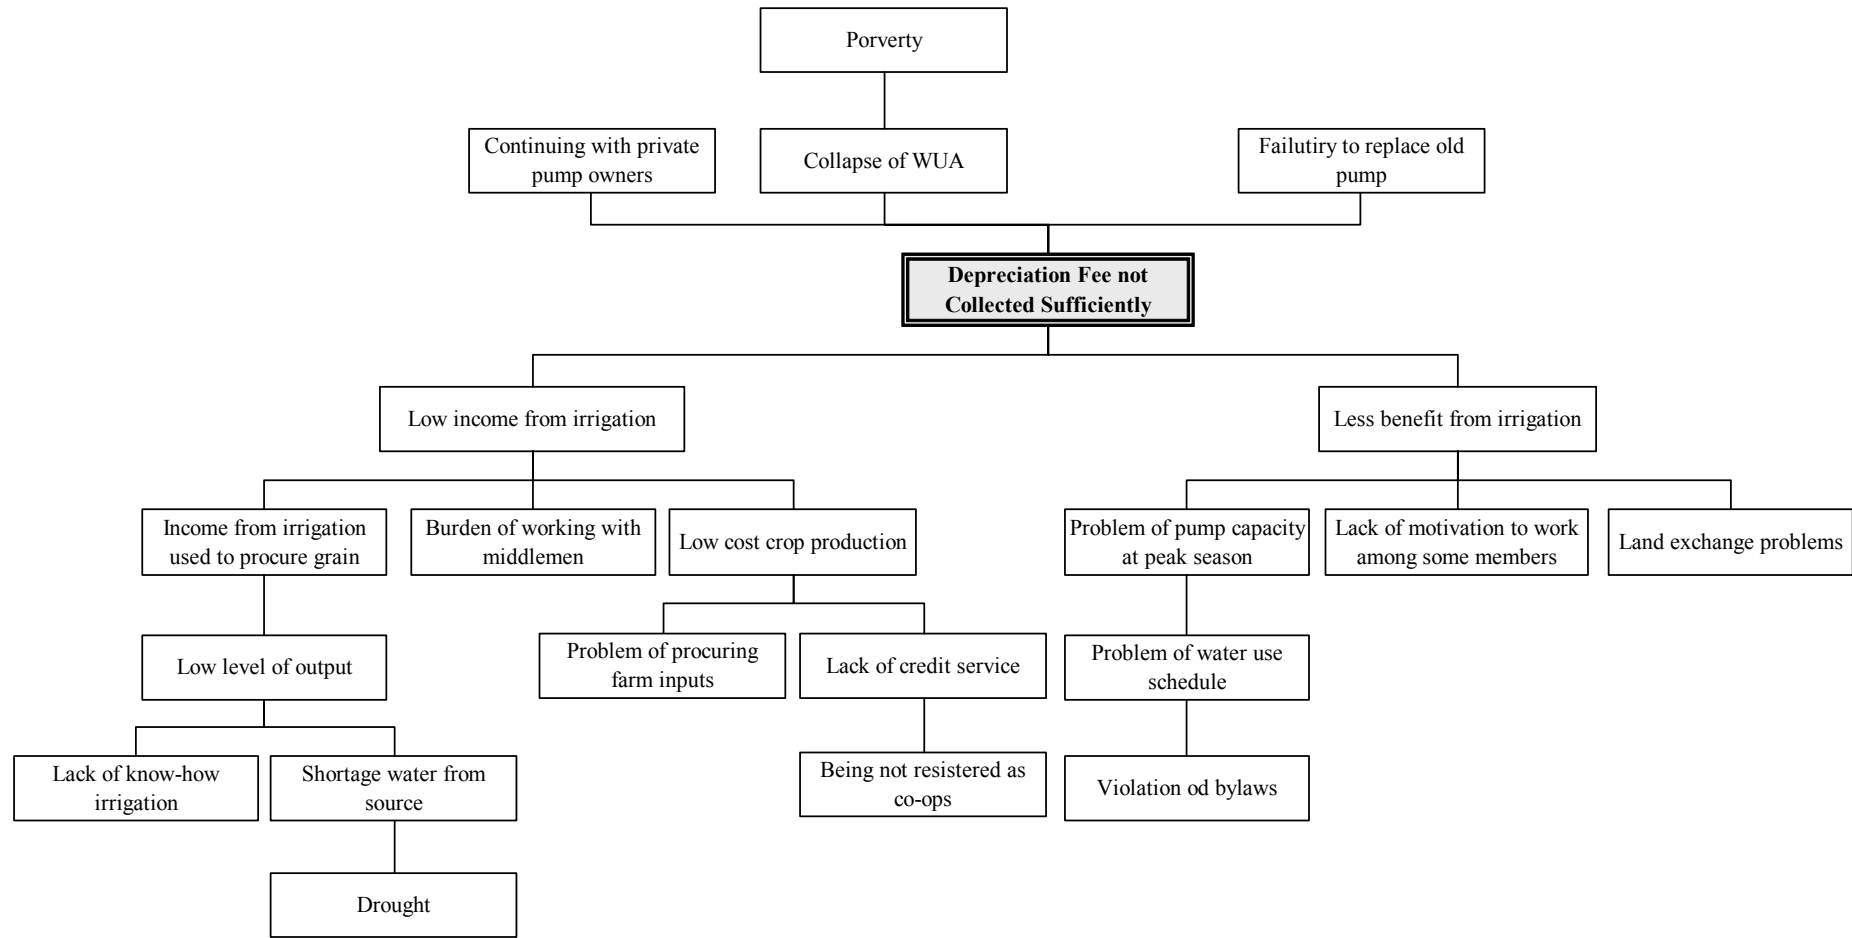 Porverty
Continuing with private
pump owners
Collapse of WUA
Failutiry to replace old
pump
Depreciation Fee not
Collected Sufficiently
Low income from irrigation
Less benefit from irrigation
Income from irrigation
used to procure grain
Burden of working with
middlemen
Low cost crop production
Problem of pump capacity
at peak season
Lack of motivation to work
among some members
Land exchange problems
Low level of output
Problem of procuring
farm inputs
Lack of credit service
Problem of water use
schedule
Lack of know-how
irrigation
Shortage water from
source
Being not resistered as
co-ops
Violation od bylaws
Drought